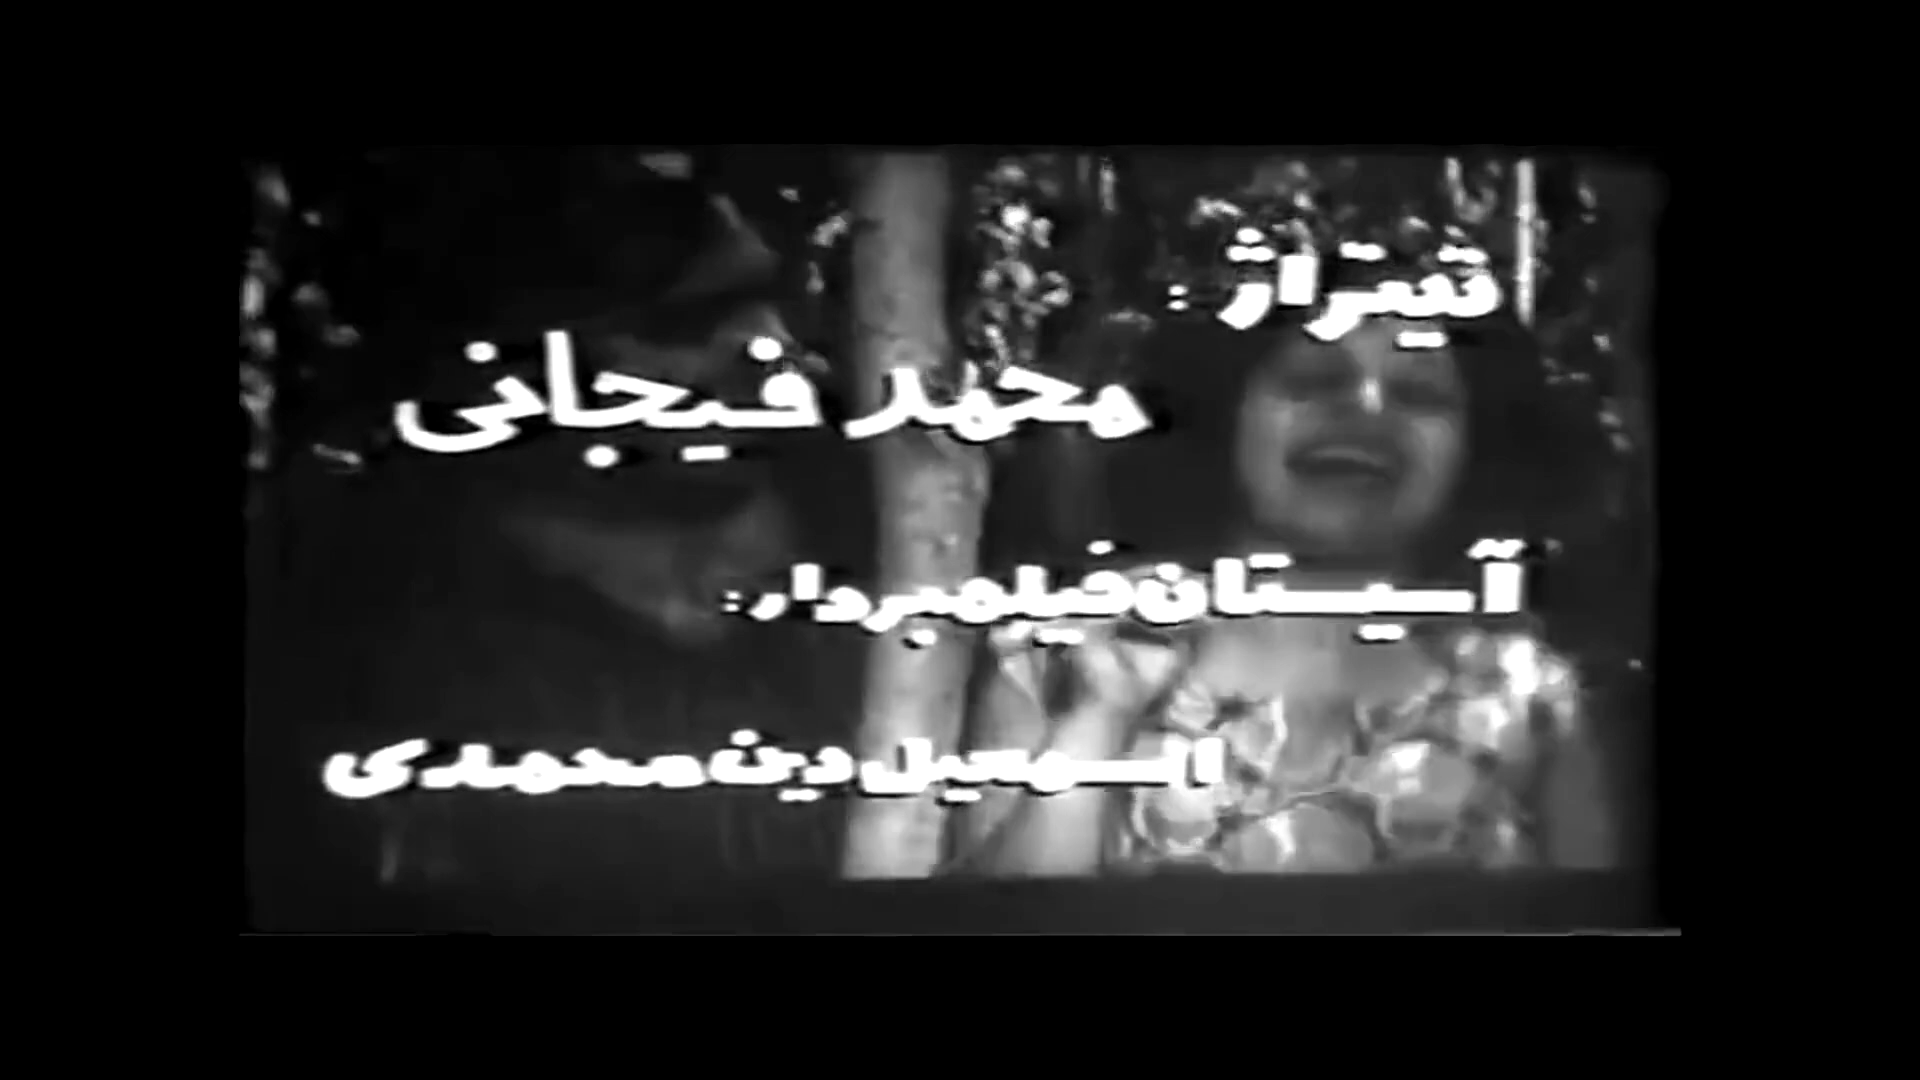 تیتراژ :
محمد فیجانی
آسیستان فیلمبردار :
اسمعیل دین محمدی